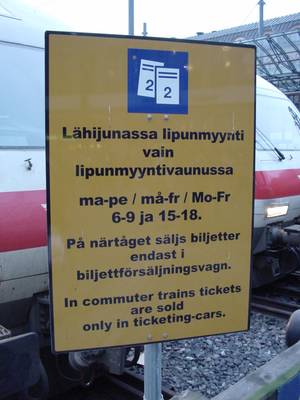 2 2
Lähijunassa lipunmyynti
vain
lipunmyyntivaunussa
ma-pe / må-fr / Mo-Fr
6-9 ja 15-18.
På närtåget säljs biljetter
endast i
biljettförsäljningsvagn.
In commuter trains tickets
are sold
only in ticketing-cars.